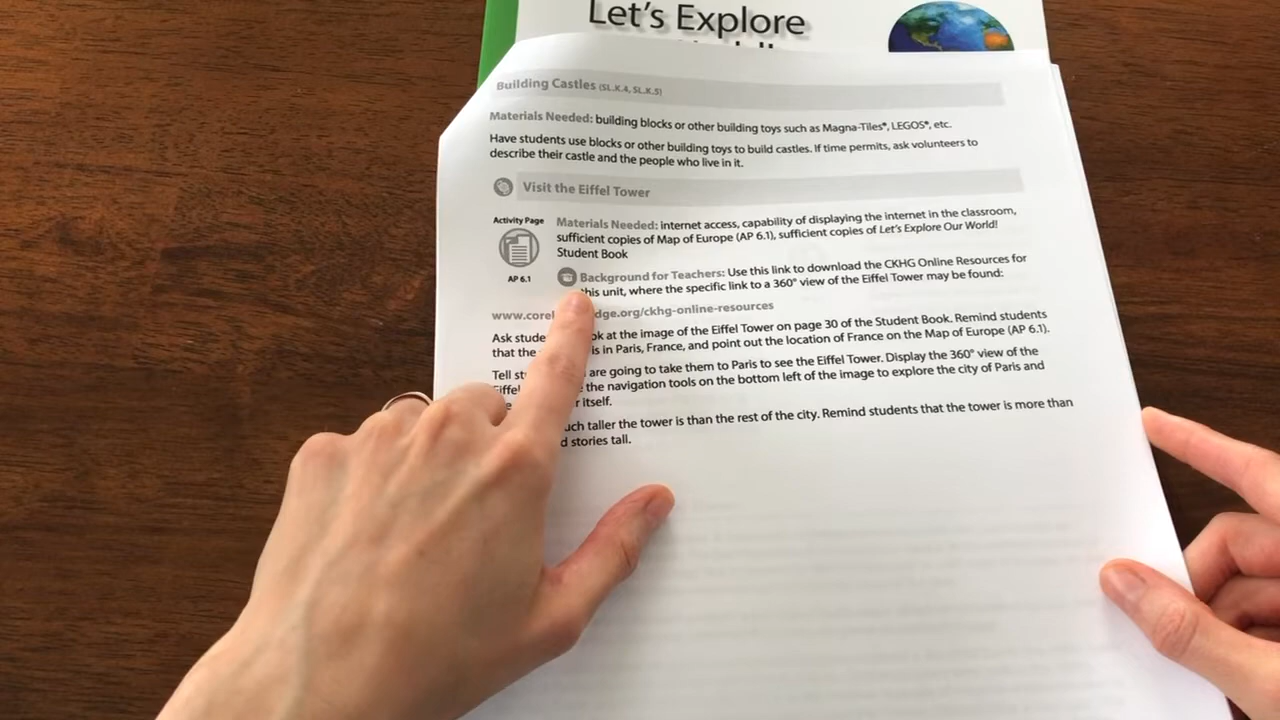 Let's Explore
Building Castles (SL.K.4, SL.K.5)
Materials Needed: building blocks or other building toys such as Magna-Tiles®, LEGOS®, etc.
Have students use blocks or other building toys to build castles. If time permits, ask volunteers to
describe their castle and the people who live in it.
Visit the Eiffel Tower
Activity Page
AP 6.1
Materials Needed: internet access, capability of displaying the internet in the classroom,
sufficient copies of Map of Europe (AP 6.1), sufficient copies of Let's Explore Our World!
Student Book
Background for Teachers: Use this link to download the CKHG Online Resources for
this unit, where the specific link to a 360° view of the Eiffel Tower may be found:
www.corel dge.org/ckhg-online-resources
Ask stude ok at the image of the Eiffel Tower on page 30 of the Student Book. Remind students
that the is in Paris, France, and point out the location of France on the Map of Europe (AP 6.1).
Tell st are going to take them to Paris to see the Eiffel Tower. Display the 360° view of the
Eiffel the navigation tools on the bottom left of the image to explore the city of Paris and
r itself.
uch taller the tower is than the rest of the city. Remind students that the tower is more than
d stories tall.